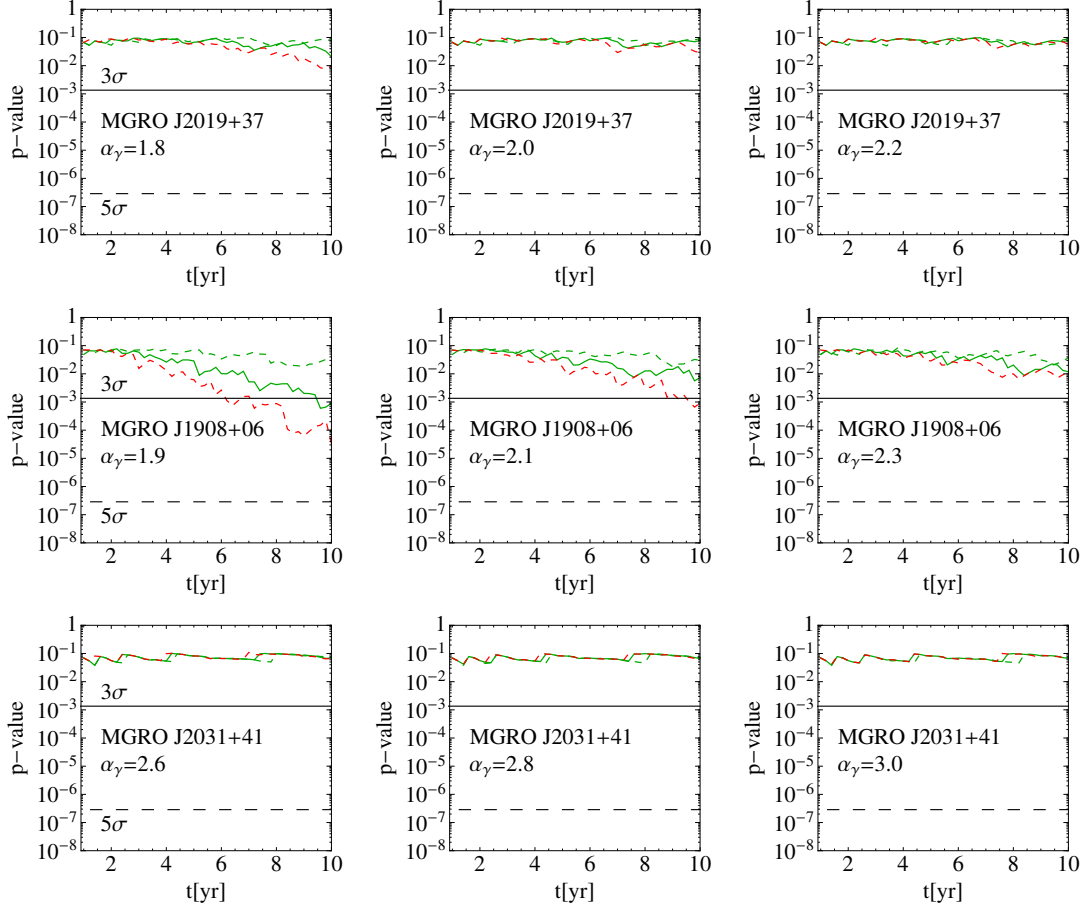 1
10⁻¹
10⁻²
10⁻³
10⁻⁴
10⁻⁵
10⁻⁶
10⁻⁷
10⁻⁸
p−value
3σ
MGRO J2019+37
αγ=1.8
5σ
2 4 6 8 10
t[yr]
1
10⁻¹
10⁻²
10⁻³
10⁻⁴
10⁻⁵
10⁻⁶
10⁻⁷
10⁻⁸
p−value
MGRO J2019+37
αγ=2.0
2 4 6 8 10
t[yr]
1
10⁻¹
10⁻²
10⁻³
10⁻⁴
10⁻⁵
10⁻⁶
10⁻⁷
10⁻⁸
p−value
MGRO J2019+37
αγ=2.2
2 4 6 8 10
t[yr]
1
10⁻¹
10⁻²
10⁻³
10⁻⁴
10⁻⁵
10⁻⁶
10⁻⁷
10⁻⁸
p−value
3σ
MGRO J1908+06
αγ=1.9
5σ
2 4 6 8 10
t[yr]
1
10⁻¹
10⁻²
10⁻³
10⁻⁴
10⁻⁵
10⁻⁶
10⁻⁷
10⁻⁸
p−value
MGRO J1908+06
αγ=2.1
2 4 6 8 10
t[yr]
1
10⁻¹
10⁻²
10⁻³
10⁻⁴
10⁻⁵
10⁻⁶
10⁻⁷
10⁻⁸
p−value
MGRO J1908+06
αγ=2.3
2 4 6 8 10
t[yr]
1
10⁻¹
10⁻²
10⁻³
10⁻⁴
10⁻⁵
10⁻⁶
10⁻⁷
10⁻⁸
p−value
3σ
MGRO J2031+41
αγ=2.6
5σ
2 4 6 8 10
t[yr]
1
10⁻¹
10⁻²
10⁻³
10⁻⁴
10⁻⁵
10⁻⁶
10⁻⁷
10⁻⁸
p−value
MGRO J2031+41
αγ=2.8
2 4 6 8 10
t[yr]
1
10⁻¹
10⁻²
10⁻³
10⁻⁴
10⁻⁵
10⁻⁶
10⁻⁷
10⁻⁸
p−value
MGRO J2031+41
αγ=3.0
2 4 6 8 10
t[yr]